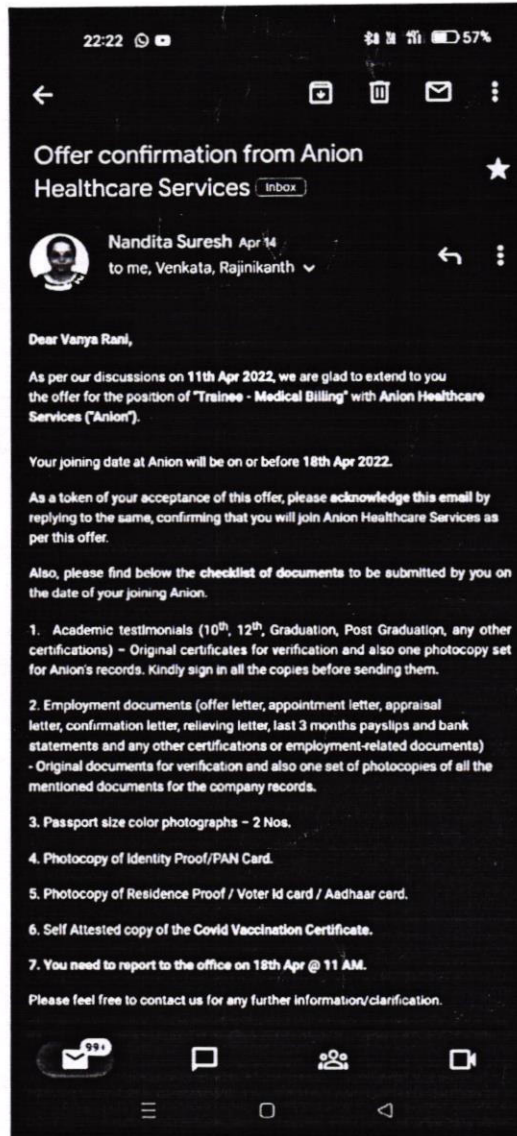 22:22 57%
Offer confirmation from Anion
Healthcare Services Inbox
Nandita Suresh Apr 14
to me, Venkata, Rajinikanth
Dear Vanya Rani,
As per our discussions on 11th Apr 2022, we are glad to extend to you
the offer for the position of "Trainee - Medical Billing" with Anion Healthcare
Services ("Anion").
Your joining date at Anion will be on or before 18th Apr 2022.
As a token of your acceptance of this offer, please acknowledge this email by
replying to the same, confirming that you will join Anion Healthcare Services as
per this offer.
Also, please find below the checklist of documents to be submitted by you on
the date of your joining Anion.
1. Academic testimonials (10th, 12th, Graduation, Post Graduation, any other
certifications) – Original certificates for verification and also one photocopy set
for Anion's records. Kindly sign in all the copies before sending them.
2. Employment documents (offer letter, appointment letter, appraisal
letter, confirmation letter, relieving letter, last 3 months payslips and bank
statements and any other certifications or employment-related documents)
- Original documents for verification and also one set of photocopies of all the
mentioned documents for the company records.
3. Passport size color photographs – 2 Nos.
4. Photocopy of Identity Proof/PAN Card.
5. Photocopy of Residence Proof / Voter Id card / Aadhaar card.
6. Self Attested copy of the Covid Vaccination Certificate.
7. You need to report to the office on 18th Apr @ 11 AM.
Please feel free to contact us for any further information/clarification.
99+